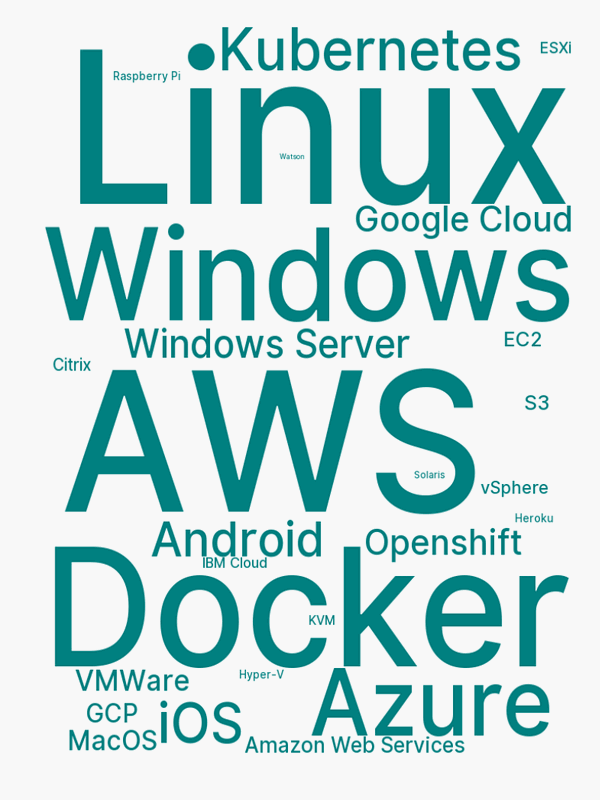 Kubernetes
ESXi
Raspberry Pi
Linux
Watson
Google Cloud
Windows
Windows Server
EC2
Citrix
AWS
S3
Solaris
vSphere
Heroku
Android
Openshift
IBM Cloud
Docker
KVM
Hyper-V
VMWare
Azure
GCP
iOS
MacOS
Amazon Web Services